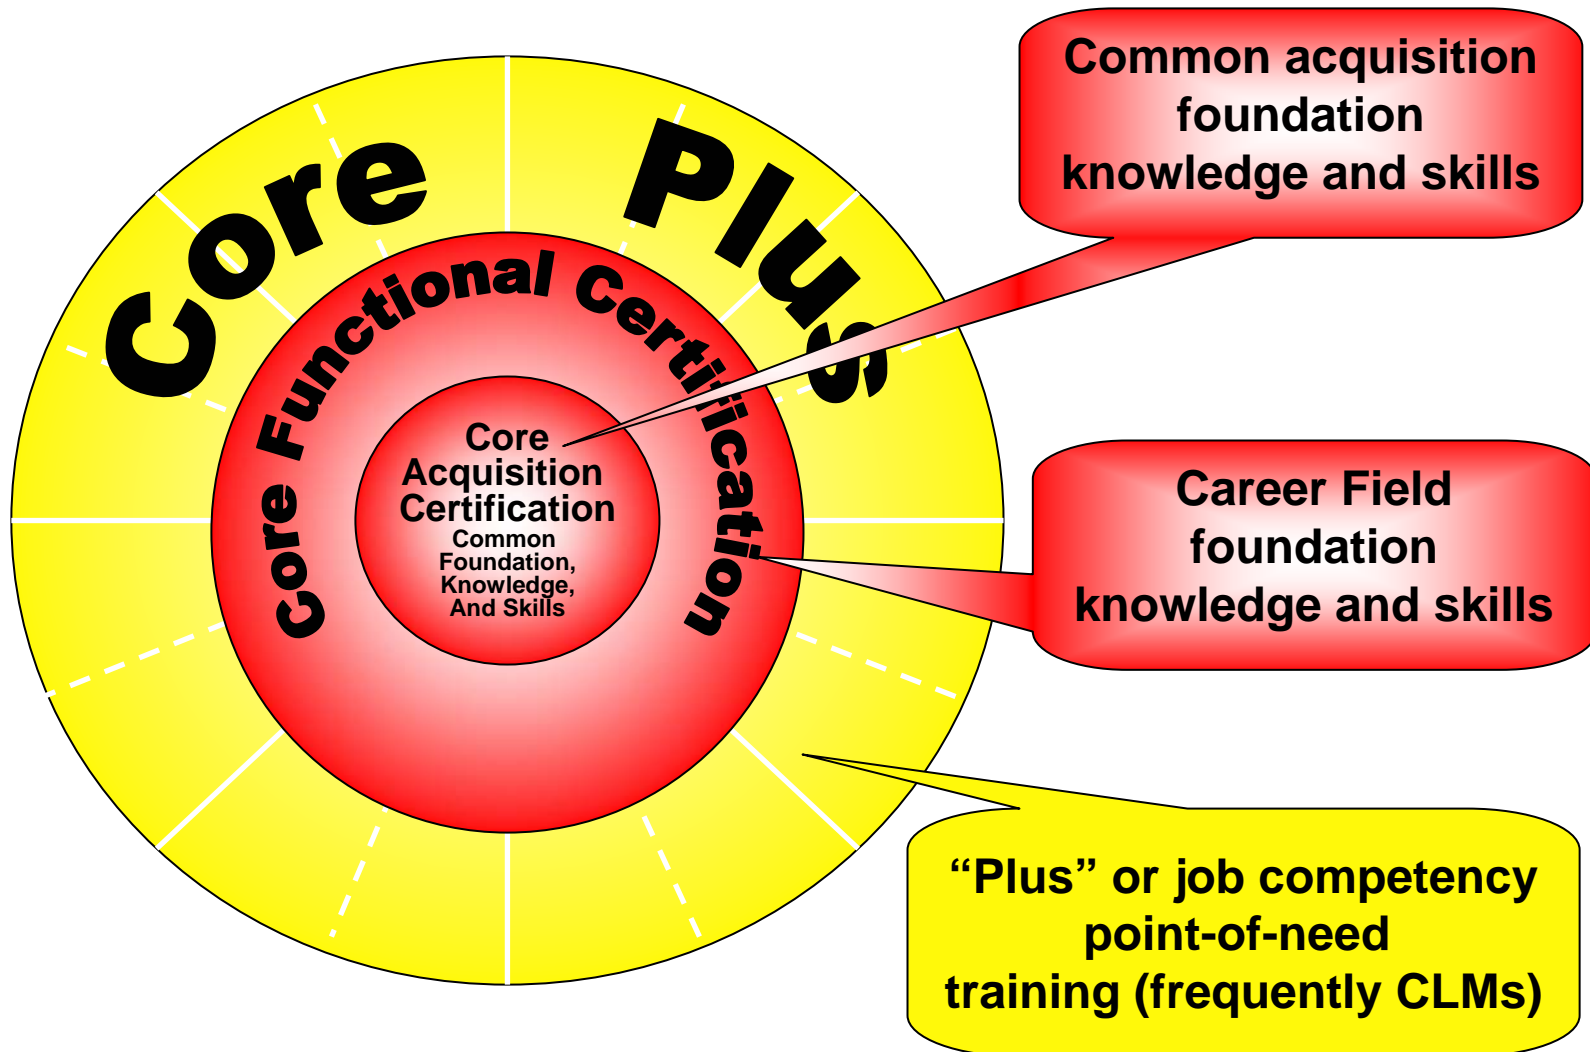 Core Plus
Core Functional Certification
Core
Acquisition
Certification
Common
Foundation,
Knowledge,
And Skills
Common acquisition
foundation
knowledge and skills
Career Field
foundation
knowledge and skills
“Plus” or job competency
point-of-need
training (frequently CLMs)